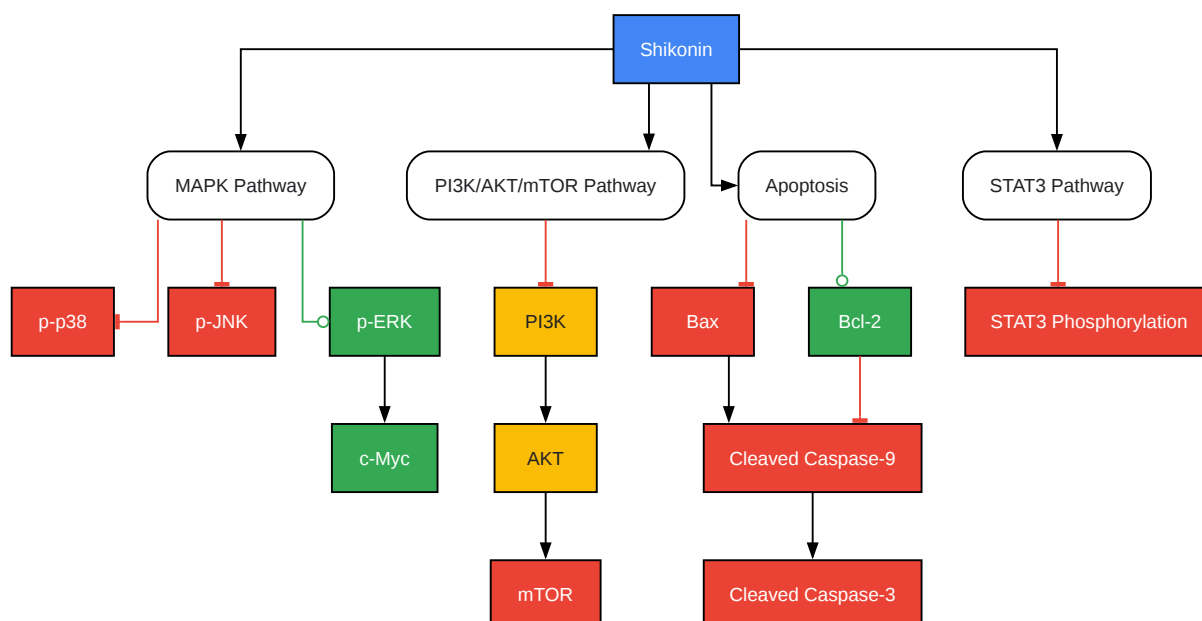 Shikonin
MAPK Pathway
PI3K/AKT/mTOR Pathway
Apoptosis
STAT3 Pathway
p-p38
p-JNK
p-ERK
PI3K
Bax
Bcl-2
STAT3 Phosphorylation
c-Myc
AKT
Cleaved Caspase-9
mTOR
Cleaved Caspase-3